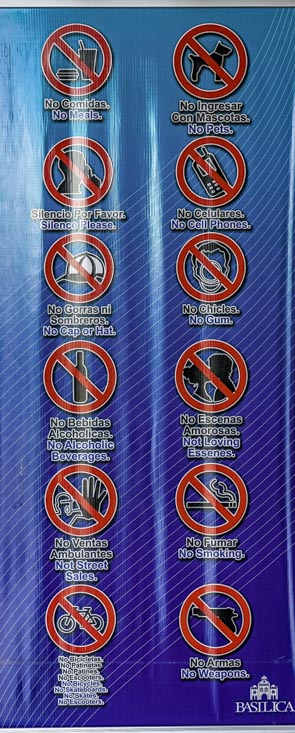 No Comidas.
No Meals.
No Ingresar
Con Mascotas.
No Pets.
Silencio Por Favor.
Silence Please.
No Celulares.
No Cell Phones.
No Gorras ni
Sombreros.
No Cap or Hat.
No Chicles.
No Gum.
No Bebidas
Alcoholicas.
No Alcoholic
Beverages.
No Escenas
Amorosas.
Not Loving
Essenes.
No Ventas
Ambulantes
Not Street
Sales.
No Fumar
No Smoking.
No Bicicletas.
No Patinetas
No Patines.
No Escooters.
No Bicycles.
No Skateboards.
No Skates.
No Escooters.
No Armas
No Weapons.
BASILICA